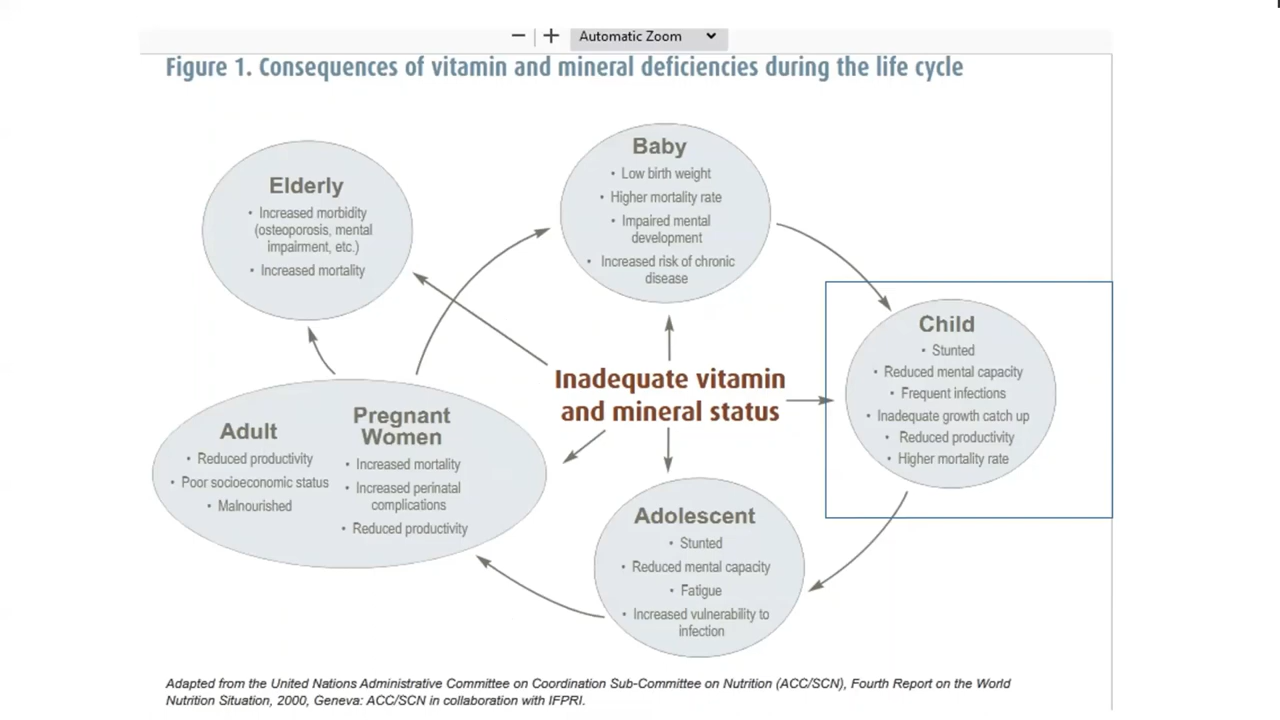 Automatic Zoom
Figure 1. Consequences of vitamin and mineral deficiencies during the life cycle
Elderly
• Increased morbidity
(osteoporosis, mental
impairment, etc.)
• Increased mortality
Baby
• Low birth weight
• Higher mortality rate
• Impaired mental
development
• Increased risk of chronic
disease
Child
• Stunted
• Reduced mental capacity
• Frequent infections
• Inadequate growth catch up
• Reduced productivity
• Higher mortality rate
Inadequate vitamin
and mineral status
Adult
• Reduced productivity
• Poor socioeconomic status
• Malnourished
Pregnant
Women
• Increased mortality
• Increased perinatal
complications
• Reduced productivity
Adolescent
• Stunted
• Reduced mental capacity
• Fatigue
• Increased vulnerability to
infection
Adapted from the United Nations Administrative Committee on Coordination Sub-Committee on Nutrition (ACC/SCN), Fourth Report on the World
Nutrition Situation, 2000, Geneva: ACC/SCN in collaboration with IFPRI.